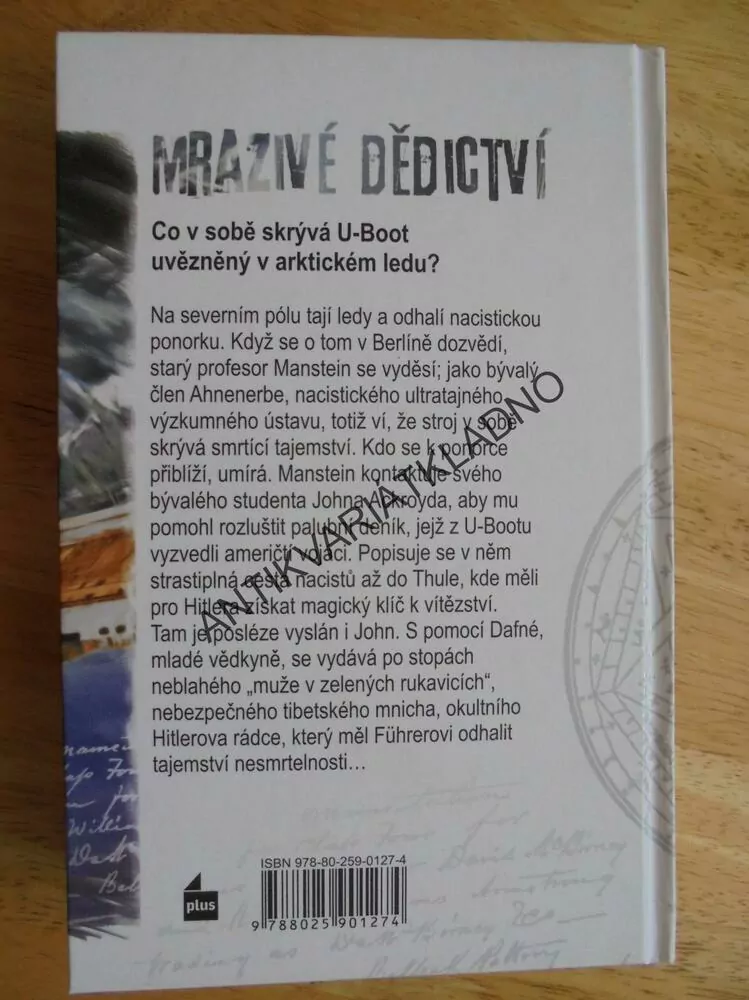 MRAZIVÉ DĚDICTVÍ
Co v sobě skrývá U-Boot
uvězněný v arktickém ledu?
Na severním pólu tají ledy a odhalí nacistickou
ponorku. Když se o tom v Berlíně dozvědí,
starý profesor Manstein se vyděsí; jako bývalý
člen Ahnenerbe, nacistického ultratajného
výzkumného ústavu, totiž ví, že stroj v sobě
skrývá smrtící tajemství. Kdo se k ponorce
přiblíží, umírá. Manstein kontaktuje svého
bývalého studenta Johna Ackroyda, aby mu
pomohl rozluštit palubní deník, jejž z U-Bootu
vyzvedli američtí vojáci. Popisuje se v něm
strastiplná cesta nacistů až do Thule, kde měli
pro Hitlera získat magický klíč k vítězství.
Tam je posléze vyslán i John. S pomocí Dafné,
mladé vědkyně, se vydává po stopách
neblahého „muže v zelených rukavicích“,
nebezpečného tibetského mnicha, okultního
Hitlerova rádce, který měl Führerovi odhalit
tajemství nesmrtelnosti…
ANTIKVARIATKLADNO
ISBN 978-80-259-0127-4
plus
9 788025 901274